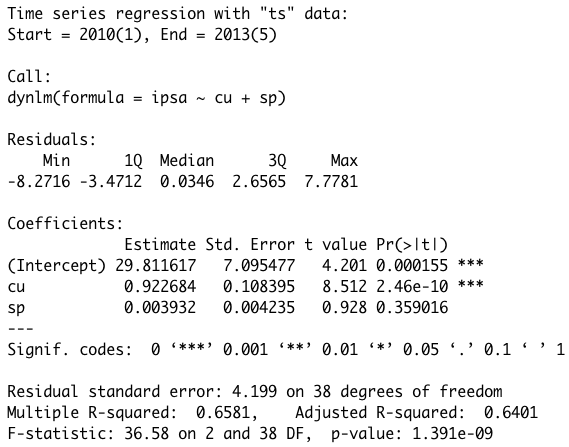 Time series regression with "ts" data:
Start = 2010(1), End = 2013(5)

Call:
dynlm(formula = ipsa ~ cu + sp)

Residuals:
    Min      1Q  Median      3Q     Max
-8.2716 -3.4712  0.0346  2.6565  7.7781

Coefficients:
             Estimate Std. Error t value Pr(>|t|)
(Intercept) 29.811617   7.095477   4.201 0.000155 ***
cu           0.922684   0.108395   8.512 2.46e-10 ***
sp           0.003932   0.004235   0.928 0.359016
---
Signif. codes:  0 ‘***’ 0.001 ‘**’ 0.01 ‘*’ 0.05 ‘.’ 0.1 ‘ ’ 1

Residual standard error: 4.199 on 38 degrees of freedom
Multiple R-squared:  0.6581,    Adjusted R-squared:  0.6401
F-statistic: 36.58 on 2 and 38 DF,  p-value: 1.391e-09